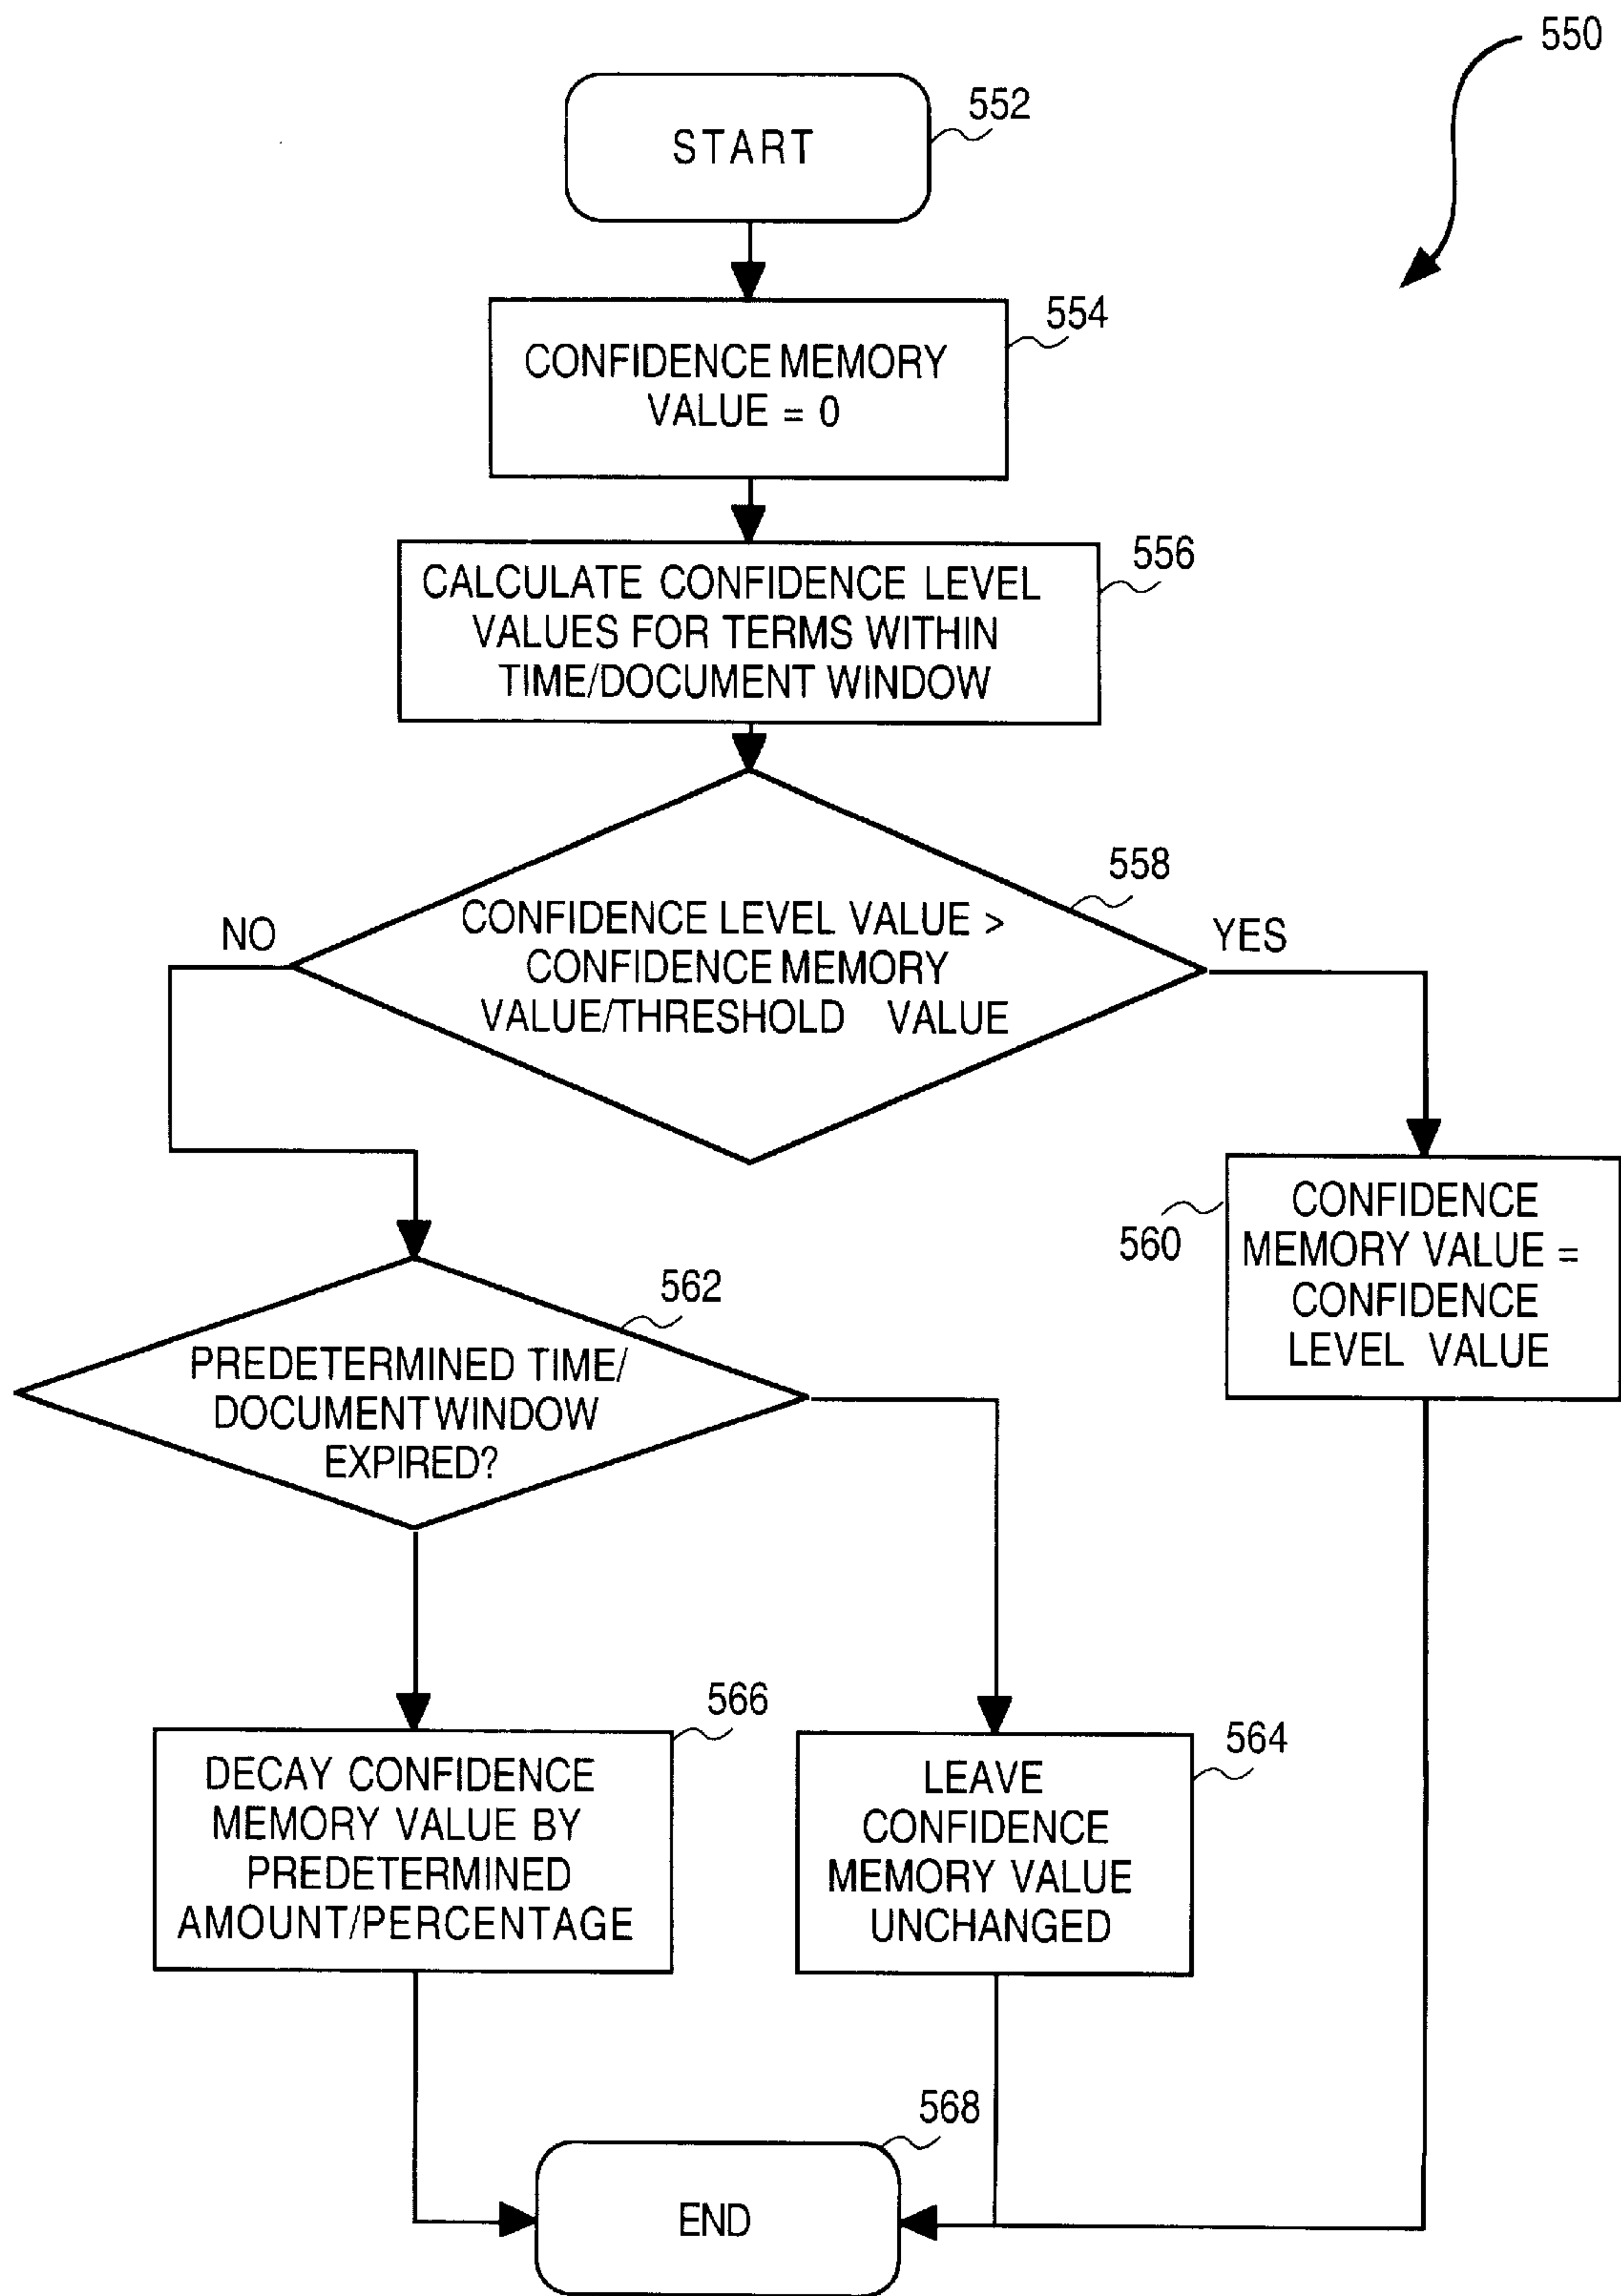 550
552
START
554
CONFIDENCE MEMORY
VALUE = 0
556
CALCULATE CONFIDENCE LEVEL
VALUES FOR TERMS WITHIN
TIME/DOCUMENT WINDOW
558
CONFIDENCE LEVEL VALUE >
CONFIDENCE MEMORY
VALUE/THRESHOLD VALUE
NO
YES
560
CONFIDENCE
MEMORY VALUE =
CONFIDENCE
LEVEL VALUE
562
PREDETERMINED TIME/
DOCUMENT WINDOW
EXPIRED?
566
DECAY CONFIDENCE
MEMORY VALUE BY
PREDETERMINED
AMOUNT/PERCENTAGE
564
LEAVE
CONFIDENCE
MEMORY VALUE
UNCHANGED
568
END